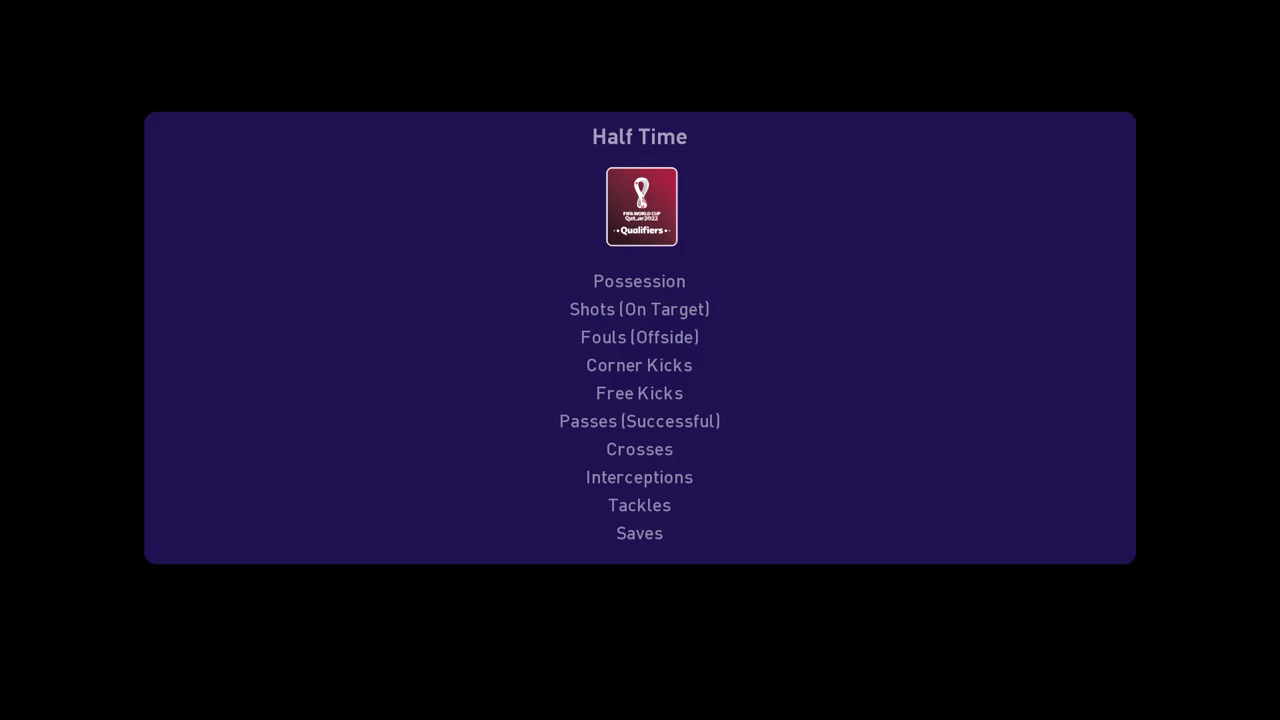 Half Time
FIFA WORLD CUP
Qatar2022
Qualifiers
Possession
Shots (On Target)
Fouls (Offside)
Corner Kicks
Free Kicks
Passes (Successful)
Crosses
Interceptions
Tackles
Saves